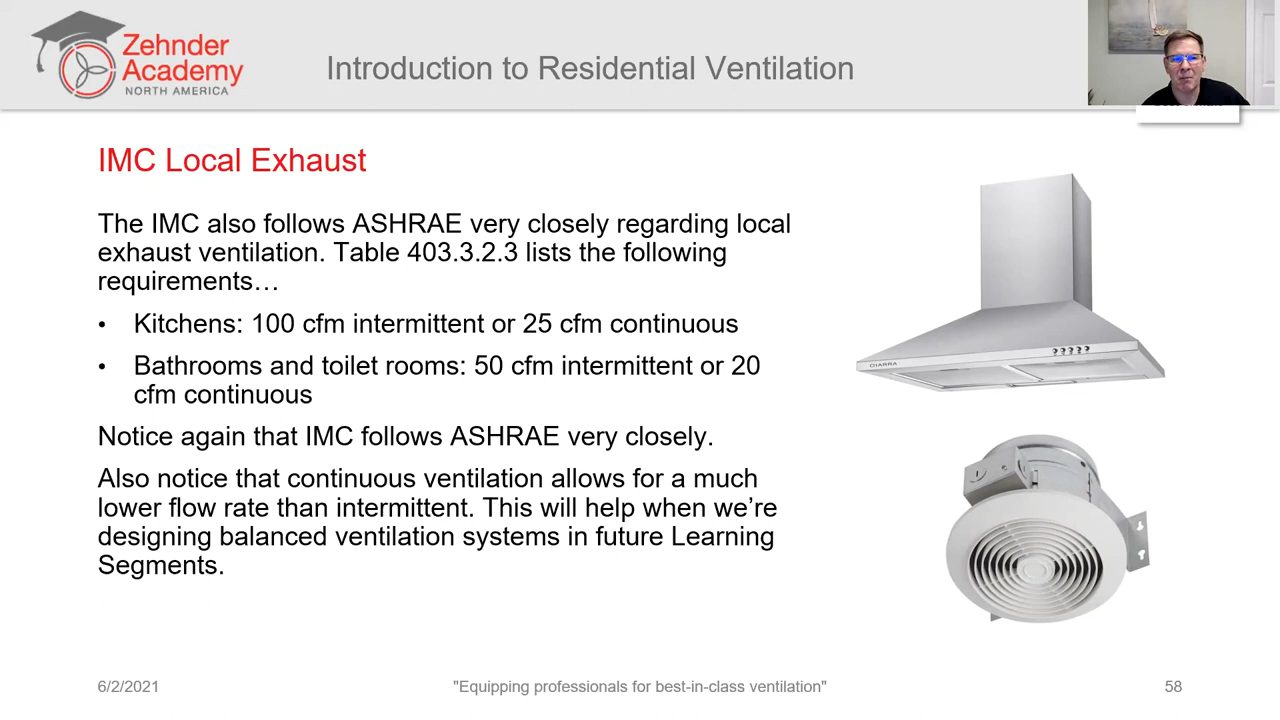 Zehnder
Academy
NORTH AMERICA
Introduction to Residential Ventilation
IMC Local Exhaust
The IMC also follows ASHRAE very closely regarding local
exhaust ventilation. Table 403.3.2.3 lists the following
requirements…
• Kitchens: 100 cfm intermittent or 25 cfm continuous
• Bathrooms and toilet rooms: 50 cfm intermittent or 20
cfm continuous
Notice again that IMC follows ASHRAE very closely.
Also notice that continuous ventilation allows for a much
lower flow rate than intermittent. This will help when we’re
designing balanced ventilation systems in future Learning
Segments.
CIARRA
6/2/2021
"Equipping professionals for best-in-class ventilation"
58